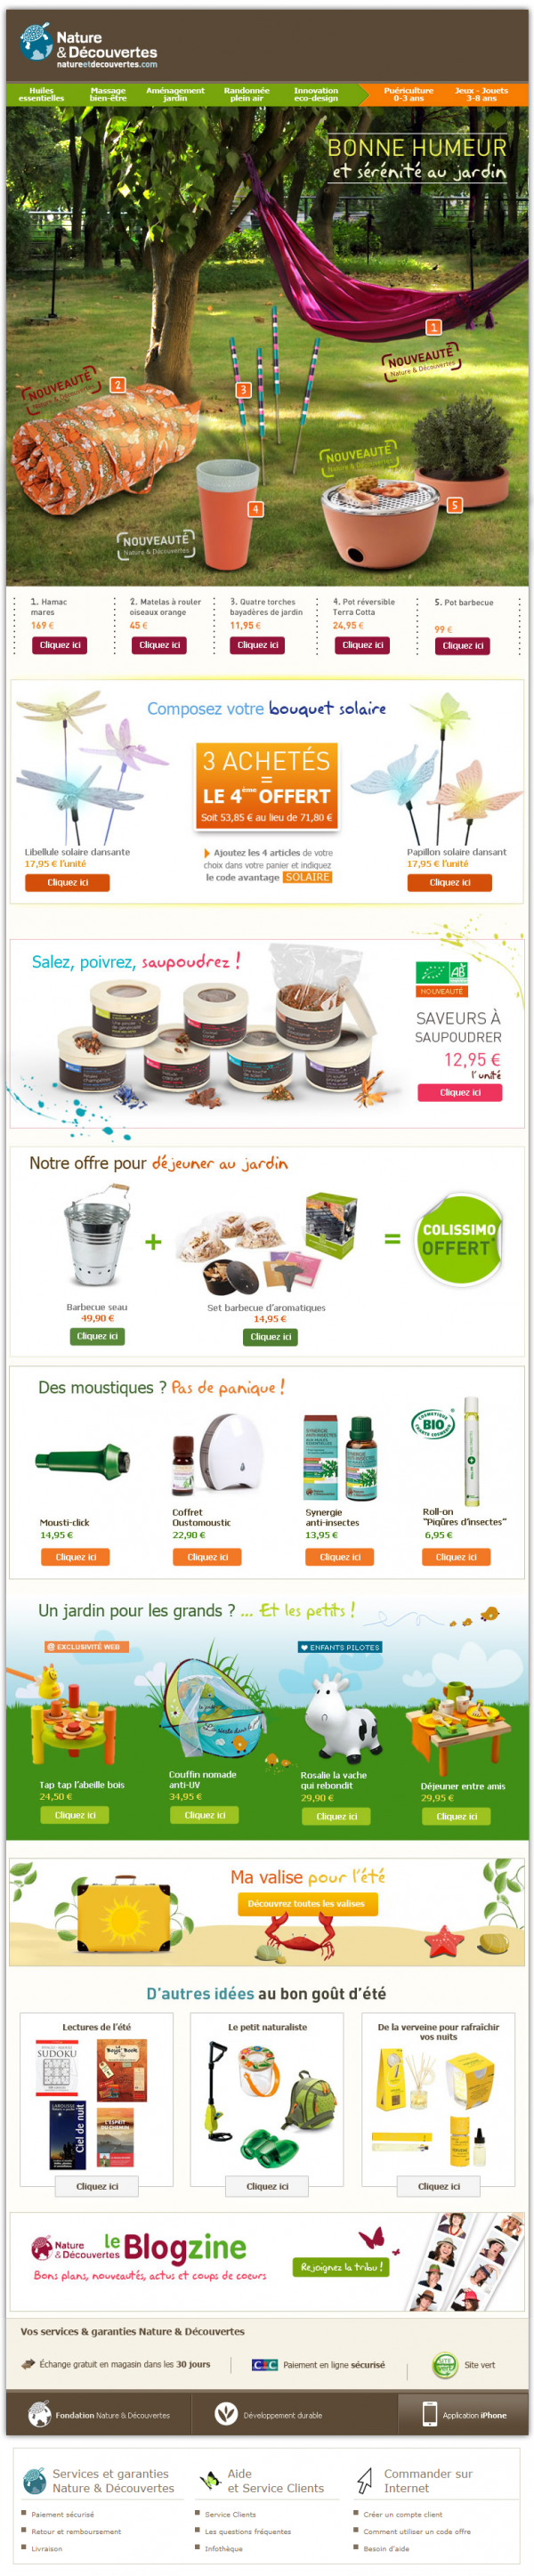 Nature
& Découvertes
natureetdecouvertes.com
Huiles
essentielles
Massage
bien-être
Aménagement
jardin
Randonnée
plein air
Innovation
eco-design
Puériculture
0-3 ans
Jeux - Jouets
3-8 ans
BONNE HUMEUR
et sérénité au jardin
1
NOUVEAUTÉ
Nature & Découvertes
2
NOUVEAUTÉ
Nature & Découvertes
3
NOUVEAUTÉ
Nature & Découvertes
4
5
NOUVEAUTÉ
Nature & Découvertes
1. Hamac
mares
169 €
Cliquez ici
2. Matelas à rouler
oiseaux orange
45 €
Cliquez ici
3. Quatre torches
bayadères de jardin
11,95 €
Cliquez ici
4. Pot réversible
Terra Cotta
24,95 €
Cliquez ici
5. Pot barbecue
99 €
Cliquez ici
Composez votre bouquet solaire
3 ACHETÉS
=
LE 4ème OFFERT
Soit 53,85 € au lieu de 71,80 €
Libellule solaire dansante
17,95 € l'unité
Cliquez ici
Ajoutez les 4 articles de votre
choix dans votre panier et indiquez
le code avantage SOLAIRE
Papillon solaire dansant
17,95 € l'unité
Cliquez ici
Salez, poivrez, saupoudrez !
AB
NOUVEAUTÉ
SAVEURS À
SAUPOUDRER
12,95 €
l'unité
Cliquez ici
Notre offre pour déjeuner au jardin
+
=
COLISSIMO
OFFERT*
Barbecue seau
49,90 €
Cliquez ici
Set barbecue d'aromatiques
14,95 €
Cliquez ici
Des moustiques ? Pas de panique !
COSMETIQUE
BIO
CHARTE COSMEBIO
SYNERGIE
ANTI-INSECTES
Mousti-click
14,95 €
Cliquez ici
Coffret
Oustomoustic
22,90 €
Cliquez ici
Synergie
anti-insectes
13,95 €
Cliquez ici
Roll-on
"Piqûres d'insectes"
6,95 €
Cliquez ici
Un jardin pour les grands ? ... Et les petits !
@ EXCLUSIVITÉ WEB
ENFANTS PILOTES
Tap tap l'abeille bois
24,50 €
Cliquez ici
Couffin nomade
anti-UV
34,95 €
Cliquez ici
Rosalie la vache
qui rebondit
29,90 €
Cliquez ici
Déjeuner entre amis
29,95 €
Cliquez ici
Ma valise pour l'été
Découvrez toutes les valises
D'autres idées au bon goût d'été
Lectures de l'été
SUDOKU
LAROUSSE
Ciel de nuit
L'ESPRIT
DU CHEMIN
Cliquez ici
Le petit naturaliste
Cliquez ici
De la verveine pour rafraîchir
vos nuits
Cliquez ici
Nature
& Découvertes
le Blogzine
Bons plans, nouveautés, actus et coups de coeurs
Rejoignez la tribu !
Vos services & garanties Nature & Découvertes
Échange gratuit en magasin dans les 30 jours
Paiement en ligne sécurisé
Site vert
Fondation Nature & Découvertes
Développement durable
Application iPhone
Services et garanties
Nature & Découvertes
Paiement sécurisé
Retour et remboursement
Livraison
Aide
et Service Clients
Service Clients
Les questions fréquentes
Infothèque
Commander sur
Internet
Créer un compte client
Comment utiliser un code offre
Besoin d'aide